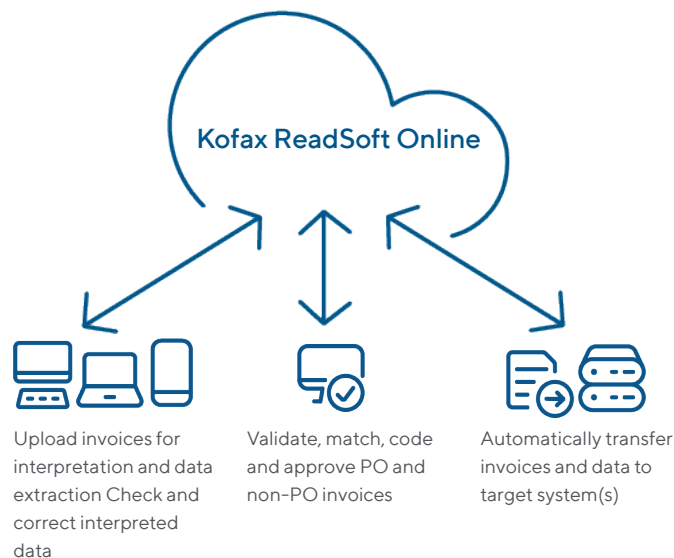 Kofax ReadSoft Online
Upload invoices for
interpretation and data
extraction Check and
correct interpreted
data
Validate, match, code
and approve PO and
non-PO invoices
Automatically transfer
invoices and data to
target system(s)